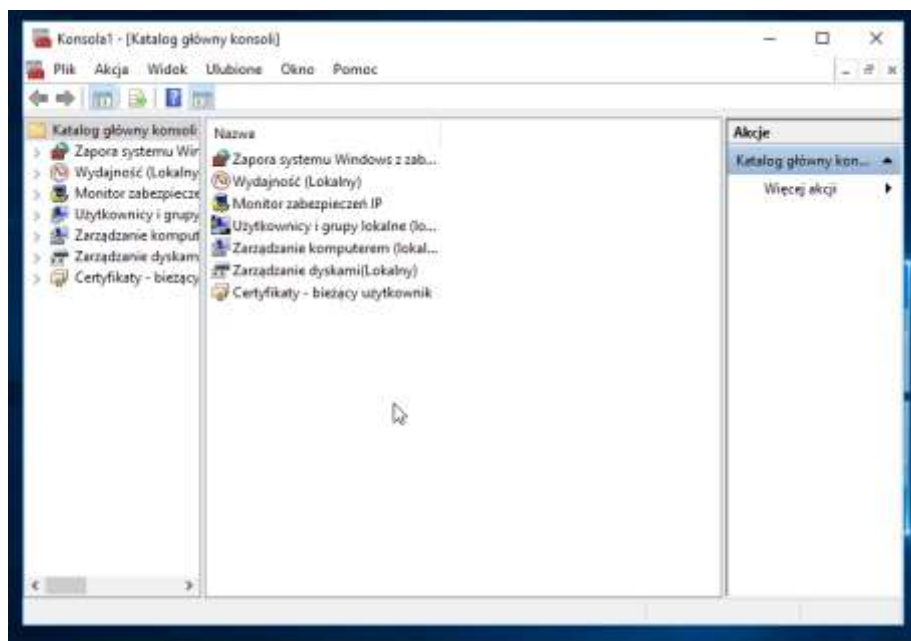 Konsola1 - [Katalog główny konsoli]
Plik Akcja Widok Ulubione Okno Pomoc
Katalog główny konsoli
Zapora systemu Wir
Wydajność (Lokalny
Monitor zabezpiecze
Użytkownicy i grupy
Zarządzanie komput
Zarządzanie dyskam
Certyfikaty - bieżący
Nazwa
Zapora systemu Windows z zab...
Wydajność (Lokalny)
Monitor zabezpieczeń IP
Użytkownicy i grupy lokalne (lo...
Zarządzanie komputerem (lokal...
Zarządzanie dyskami(Lokalny)
Certyfikaty - bieżący użytkownik
Akcje
Katalog główny kon...
Więcej akcji